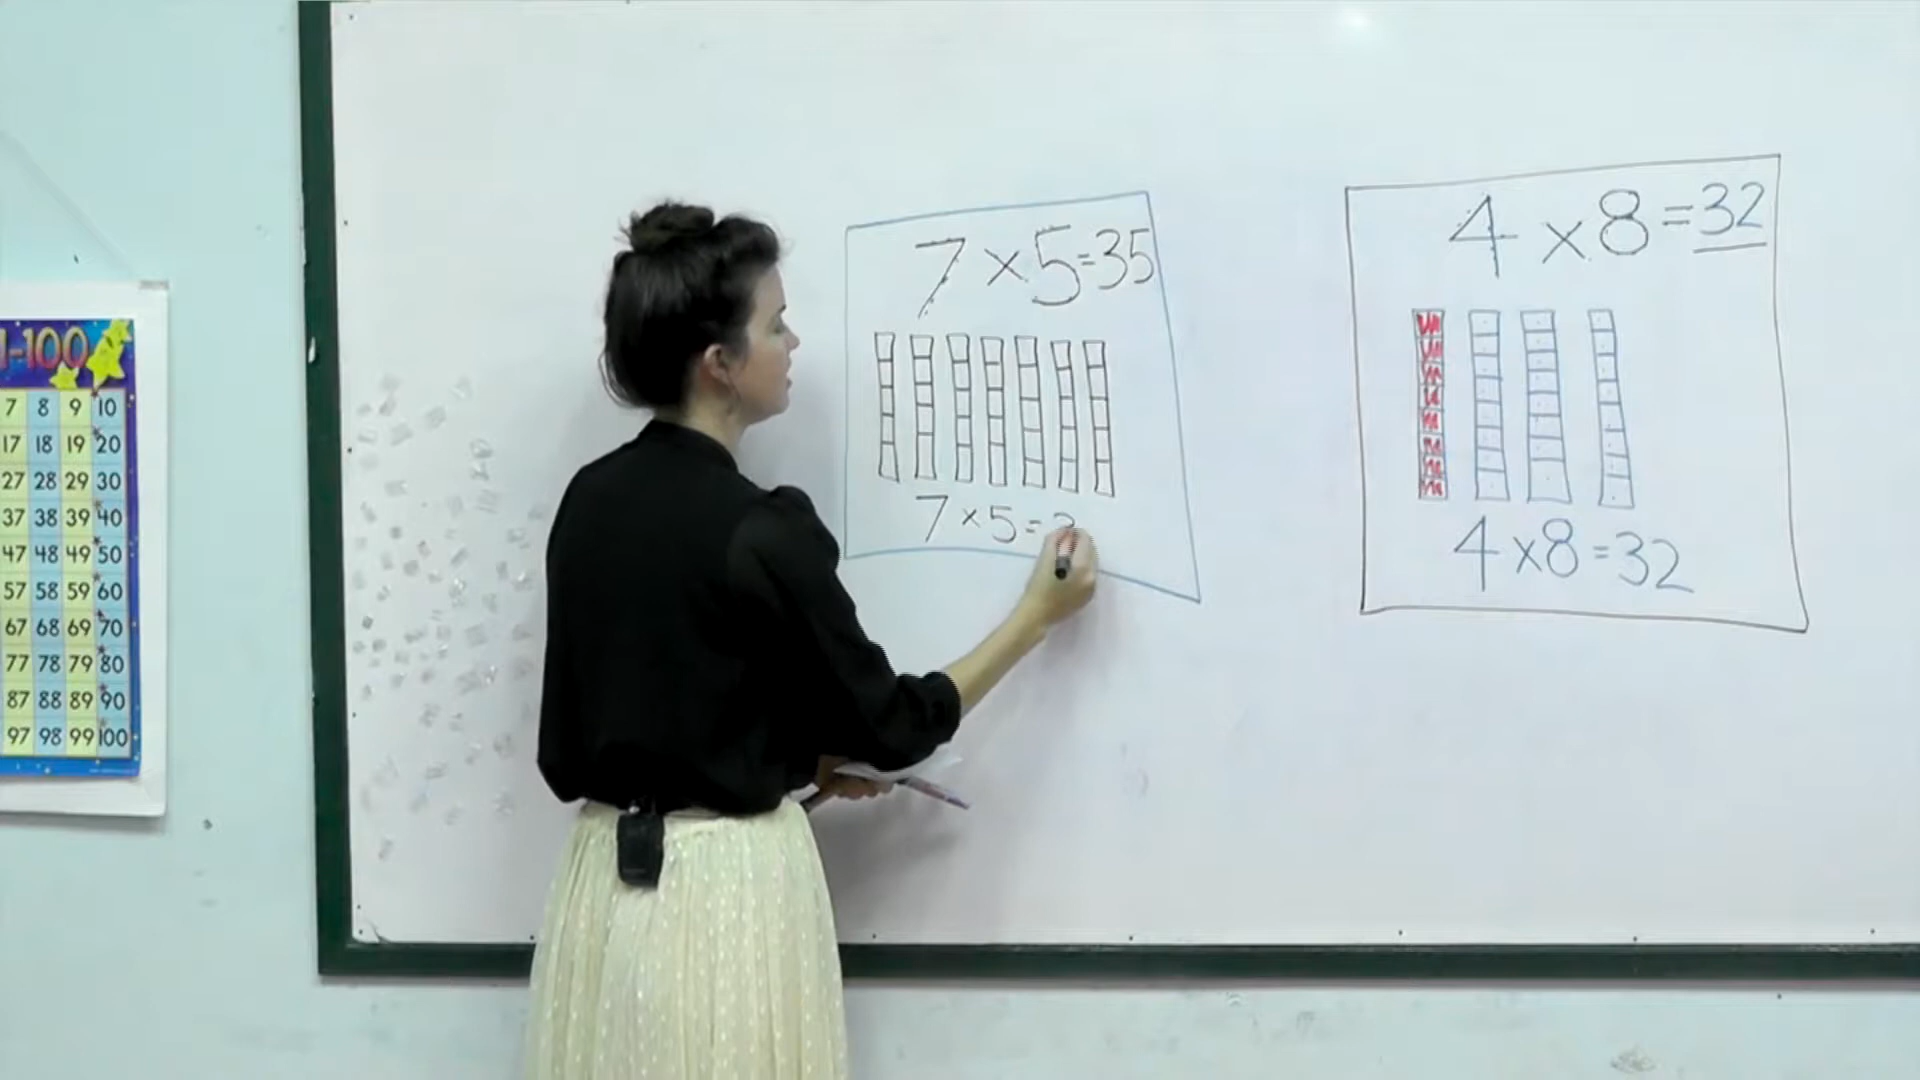 1-100
7 8 9 10
17 18 19 20
27 28 29 30
37 38 39 40
47 48 49 50
57 58 59 60
67 68 69 70
77 78 79 80
87 88 89 90
97 98 99 100
7 × 5 = 35
7 × 5 = 3
4 × 8 = 32
4 × 8 = 32